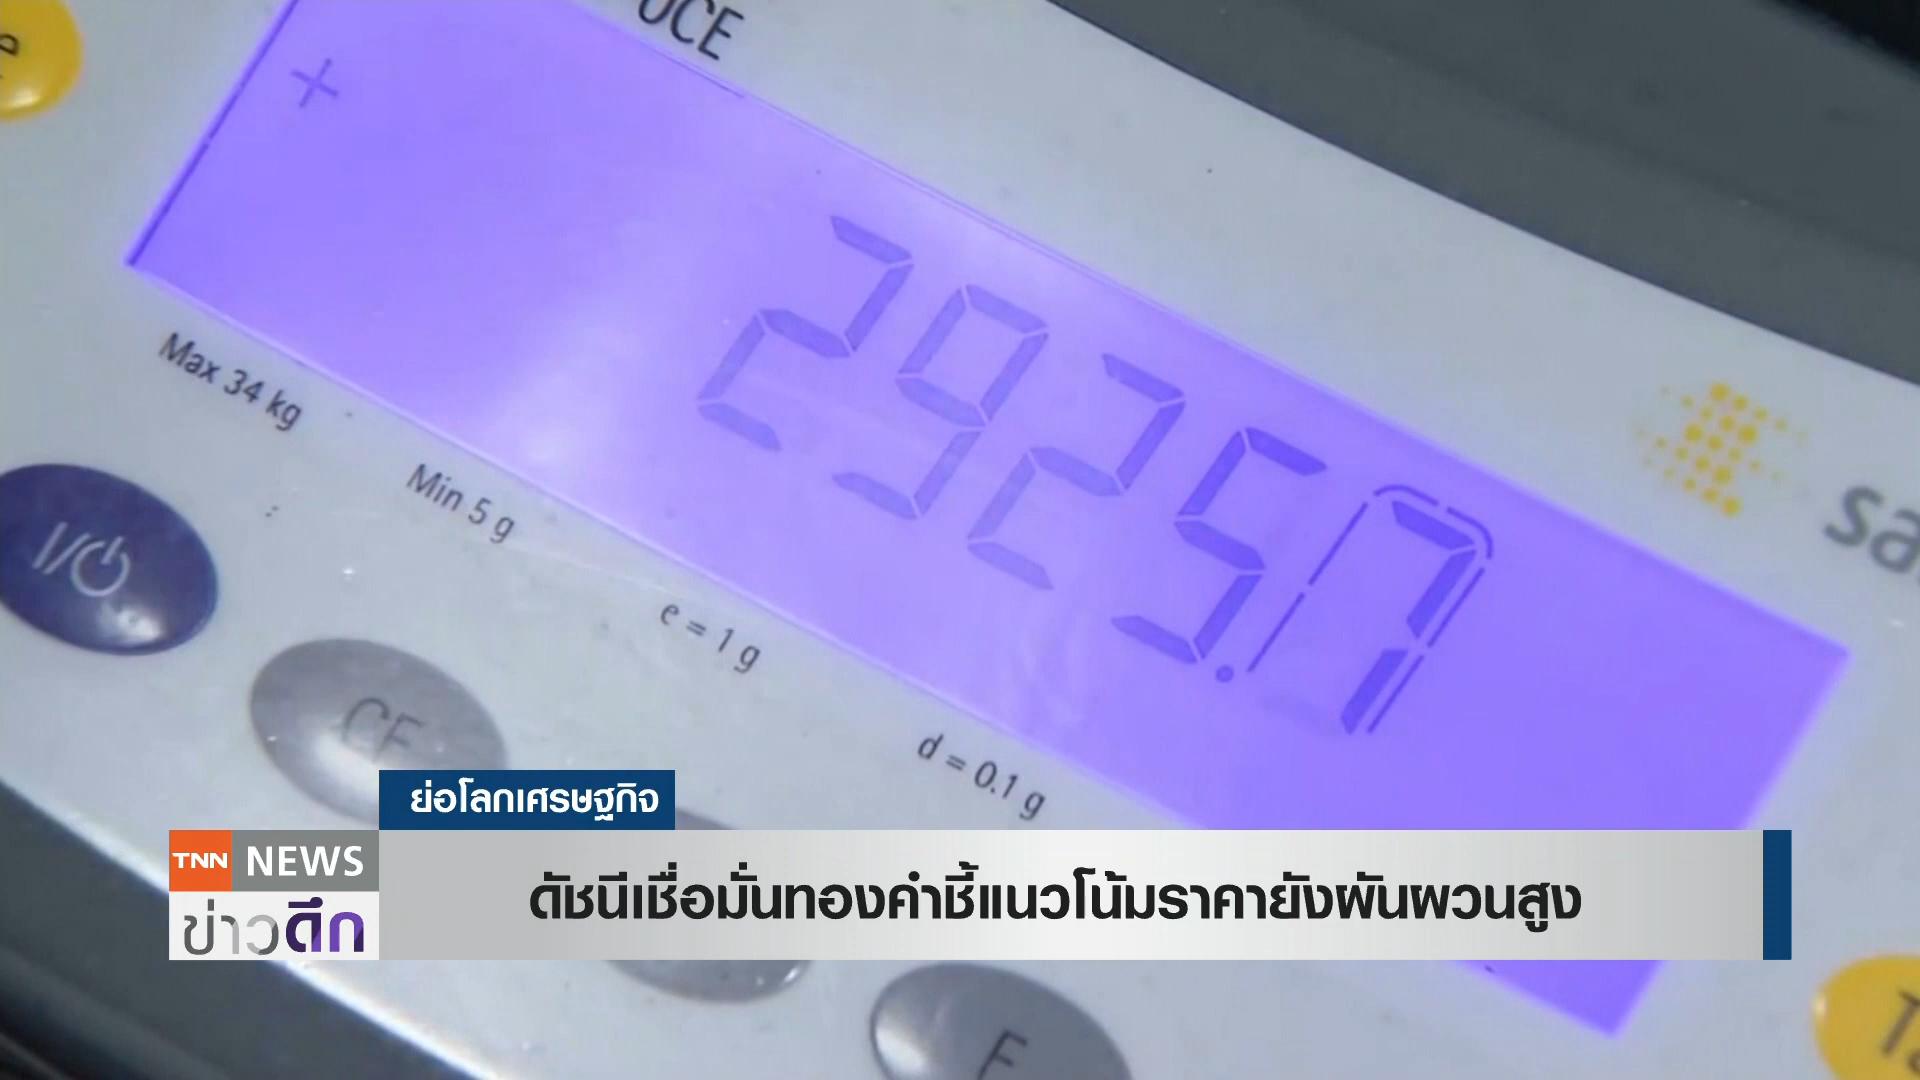 +
2925.7
Max 34 kg
Min 5 g
e = 1 g
d = 0.1 g
I/
CF
F
ย่อโลกเศรษฐกิจ
TNN NEWS
ข่าวดึก
ดัชนีเชื่อมั่นทองคำชี้แนวโน้มราคายังผันผวนสูง